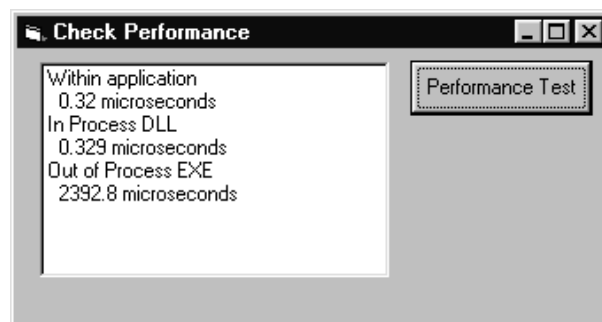 Check Performance
Within application
0.32 microseconds
In Process DLL
0.329 microseconds
Out of Process EXE
2392.8 microseconds
Performance Test